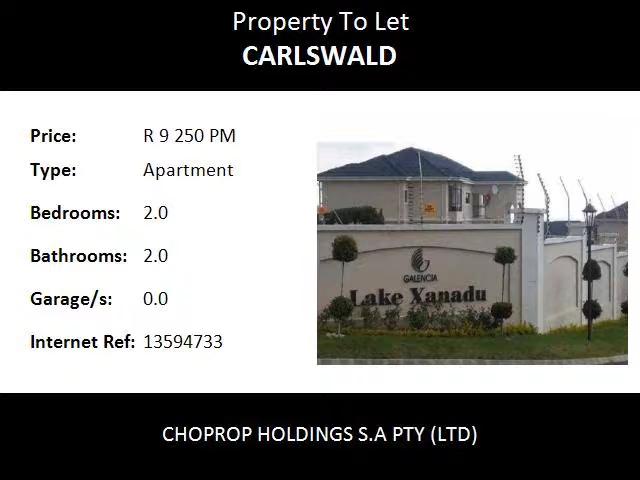 Property To Let
CARLSWALD
Price: R 9 250 PM
Type: Apartment
Bedrooms: 2.0
Bathrooms: 2.0
Garage/s: 0.0
Internet Ref: 13594733
GALENCIA
Lake Xanadu
CHOPROP HOLDINGS S.A PTY (LTD)